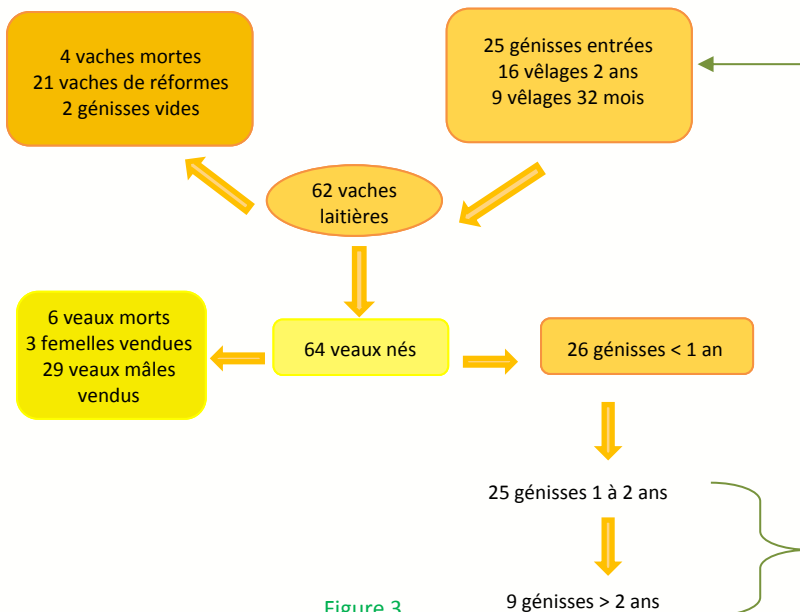 4 vaches mortes
21 vaches de réformes
2 génisses vides
25 génisses entrées
16 vêlages 2 ans
9 vêlages 32 mois
62 vaches
laitières
6 veaux morts
3 femelles vendues
29 veaux mâles
vendus
64 veaux nés
26 génisses < 1 an
25 génisses 1 à 2 ans
9 génisses > 2 ans
Figure 3